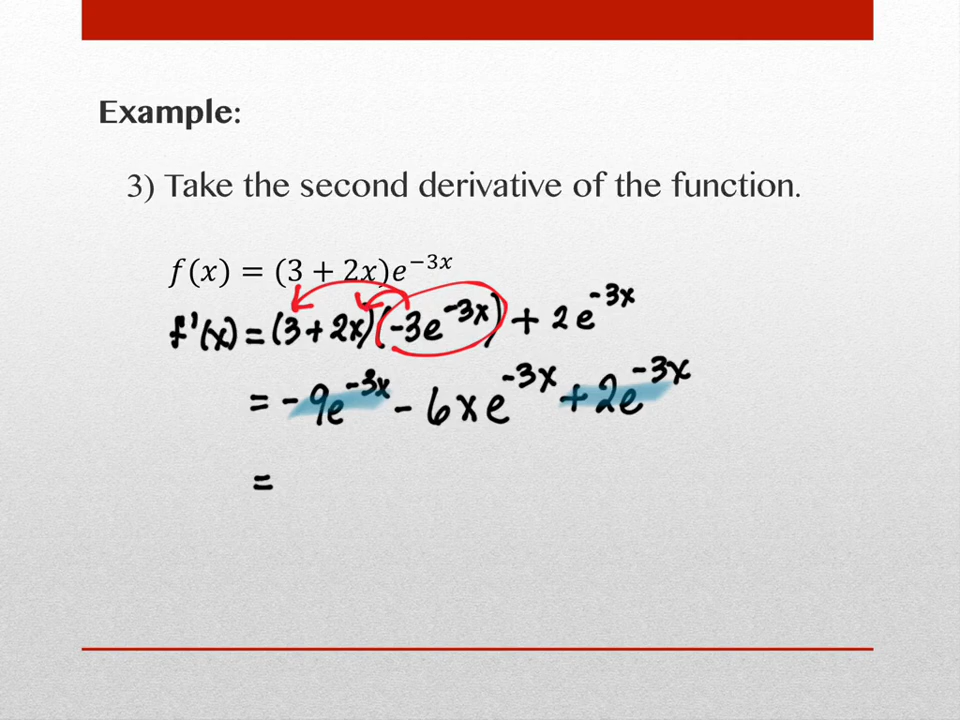 Example:
3) Take the second derivative of the function.
f(x) = (3 + 2x)e^{-3x}
f'(x) = (3 + 2x)(-3e^{-3x}) + 2e^{-3x}
= -9e^{-3x} - 6xe^{-3x} + 2e^{-3x}
=